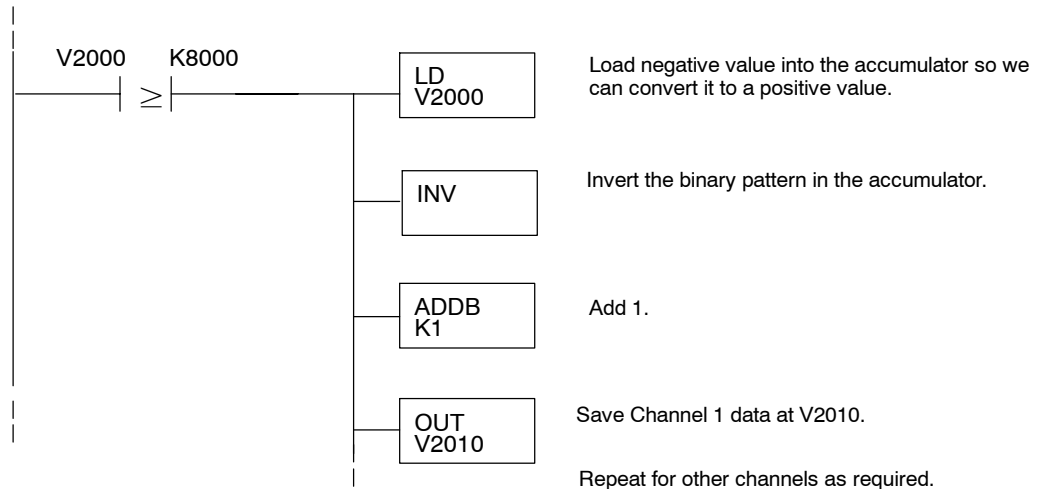 V2000 K8000
≥
LD
V2000
Load negative value into the accumulator so we
can convert it to a positive value.
INV
Invert the binary pattern in the accumulator.
ADDB
K1
Add 1.
OUT
V2010
Save Channel 1 data at V2010.
Repeat for other channels as required.